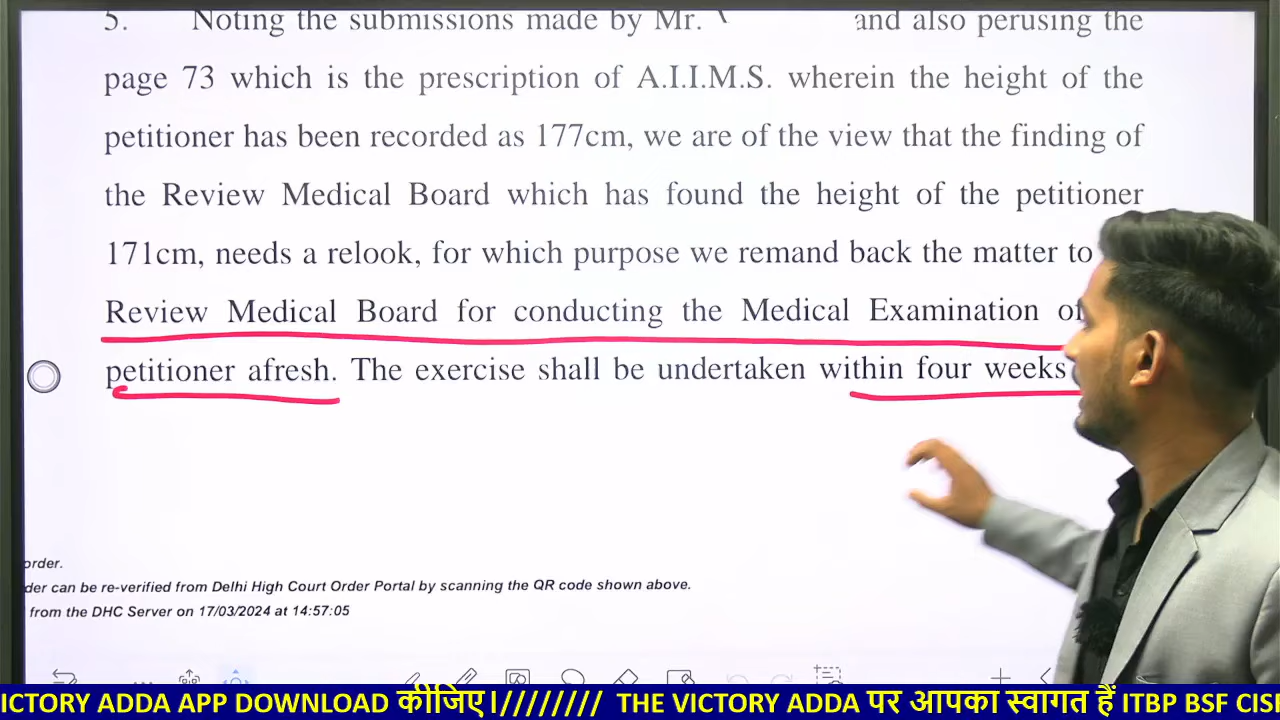 5. Noting the submissions made by Mr. and also perusing the
page 73 which is the prescription of A.I.I.M.S. wherein the height of the
petitioner has been recorded as 177cm, we are of the view that the finding of
the Review Medical Board which has found the height of the petitioner
171cm, needs a relook, for which purpose we remand back the matter to
Review Medical Board for conducting the Medical Examination of
petitioner afresh. The exercise shall be undertaken within four weeks
order.
der can be re-verified from Delhi High Court Order Portal by scanning the QR code shown above.
from the DHC Server on 17/03/2024 at 14:57:05
ICTORY ADDA APP DOWNLOAD कीजिए।//////// THE VICTORY ADDA पर आपका स्वागत हैं ITBP BSF CISF